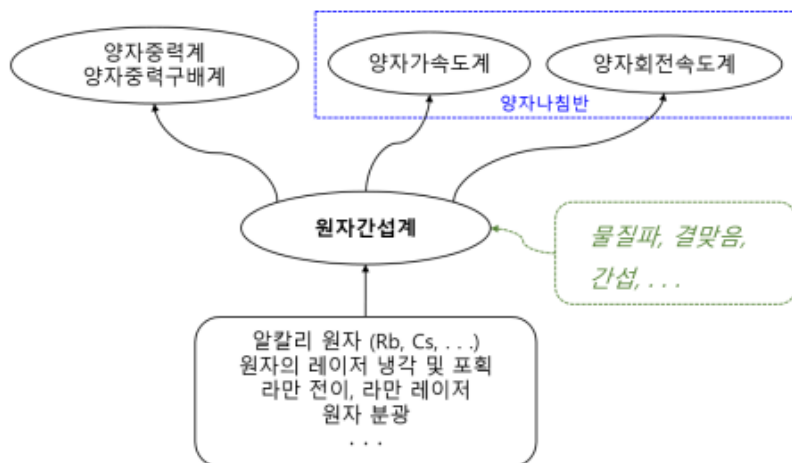 양자중력계
양자중력구배계
양자가속도계
양자회전속도계
양자나침반
원자간섭계
물질파, 결맞음,
간섭, . . .
알칼리 원자 (Rb, Cs, . . .)
원자의 레이저 냉각 및 포획
라만 전이, 라만 레이저
원자 분광
. . .